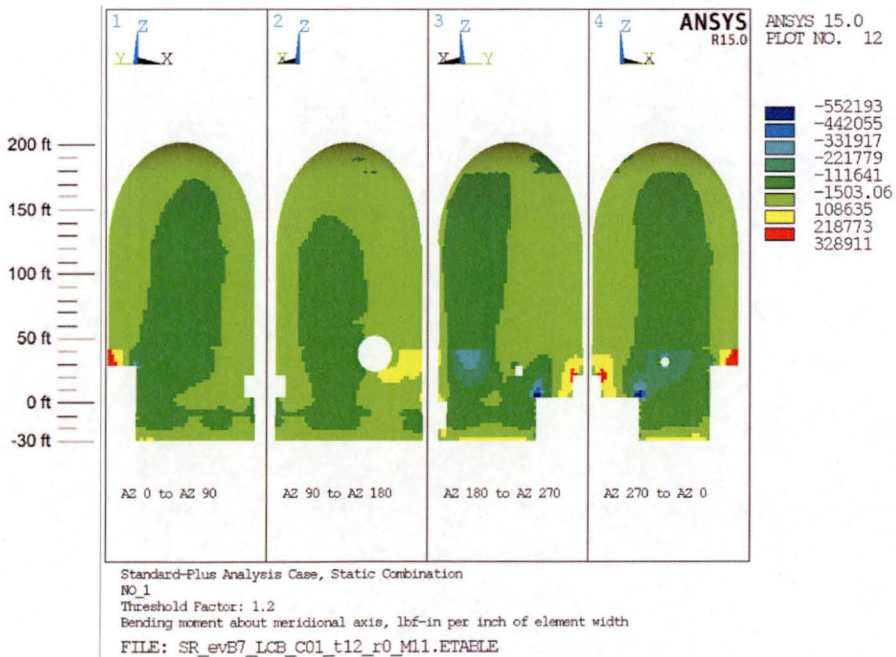 1 2 3 4 ANSYS
R15.0
ANSYS 15.0
PLOT NO. 12
Z Z Z Z
Y X X X Y X
-552193
-442055
-331917
-221779
-111641
-1503.06
108635
218773
328911
200 ft
150 ft
100 ft
50 ft
0 ft
-30 ft
AZ 0 to AZ 90 AZ 90 to AZ 180 AZ 180 to AZ 270 AZ 270 to AZ 0
Standard-Plus Analysis Case, Static Combination
NO_1
Threshold Factor: 1.2
Bending moment about meridional axis, lbf-in per inch of element width
FILE: SR_evB7_LCB_C01_t12_r0_M11.ETABLE